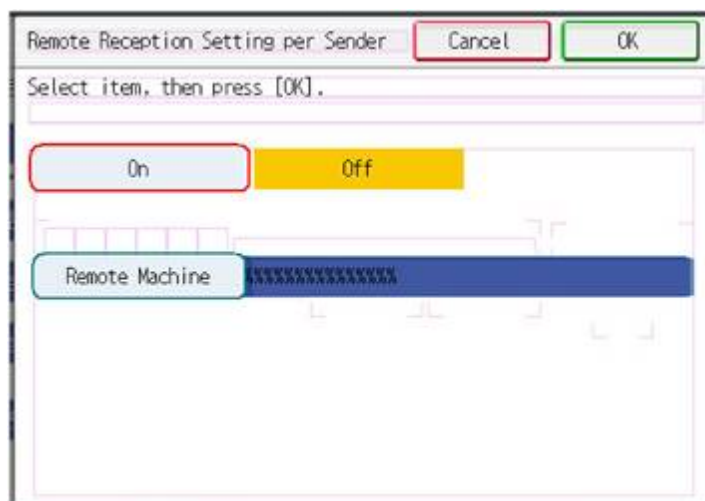 Remote Reception Setting per Sender Cancel OK
Select item, then press [OK].
On Off
Remote Machine %%%%%%%%%%%%%%%